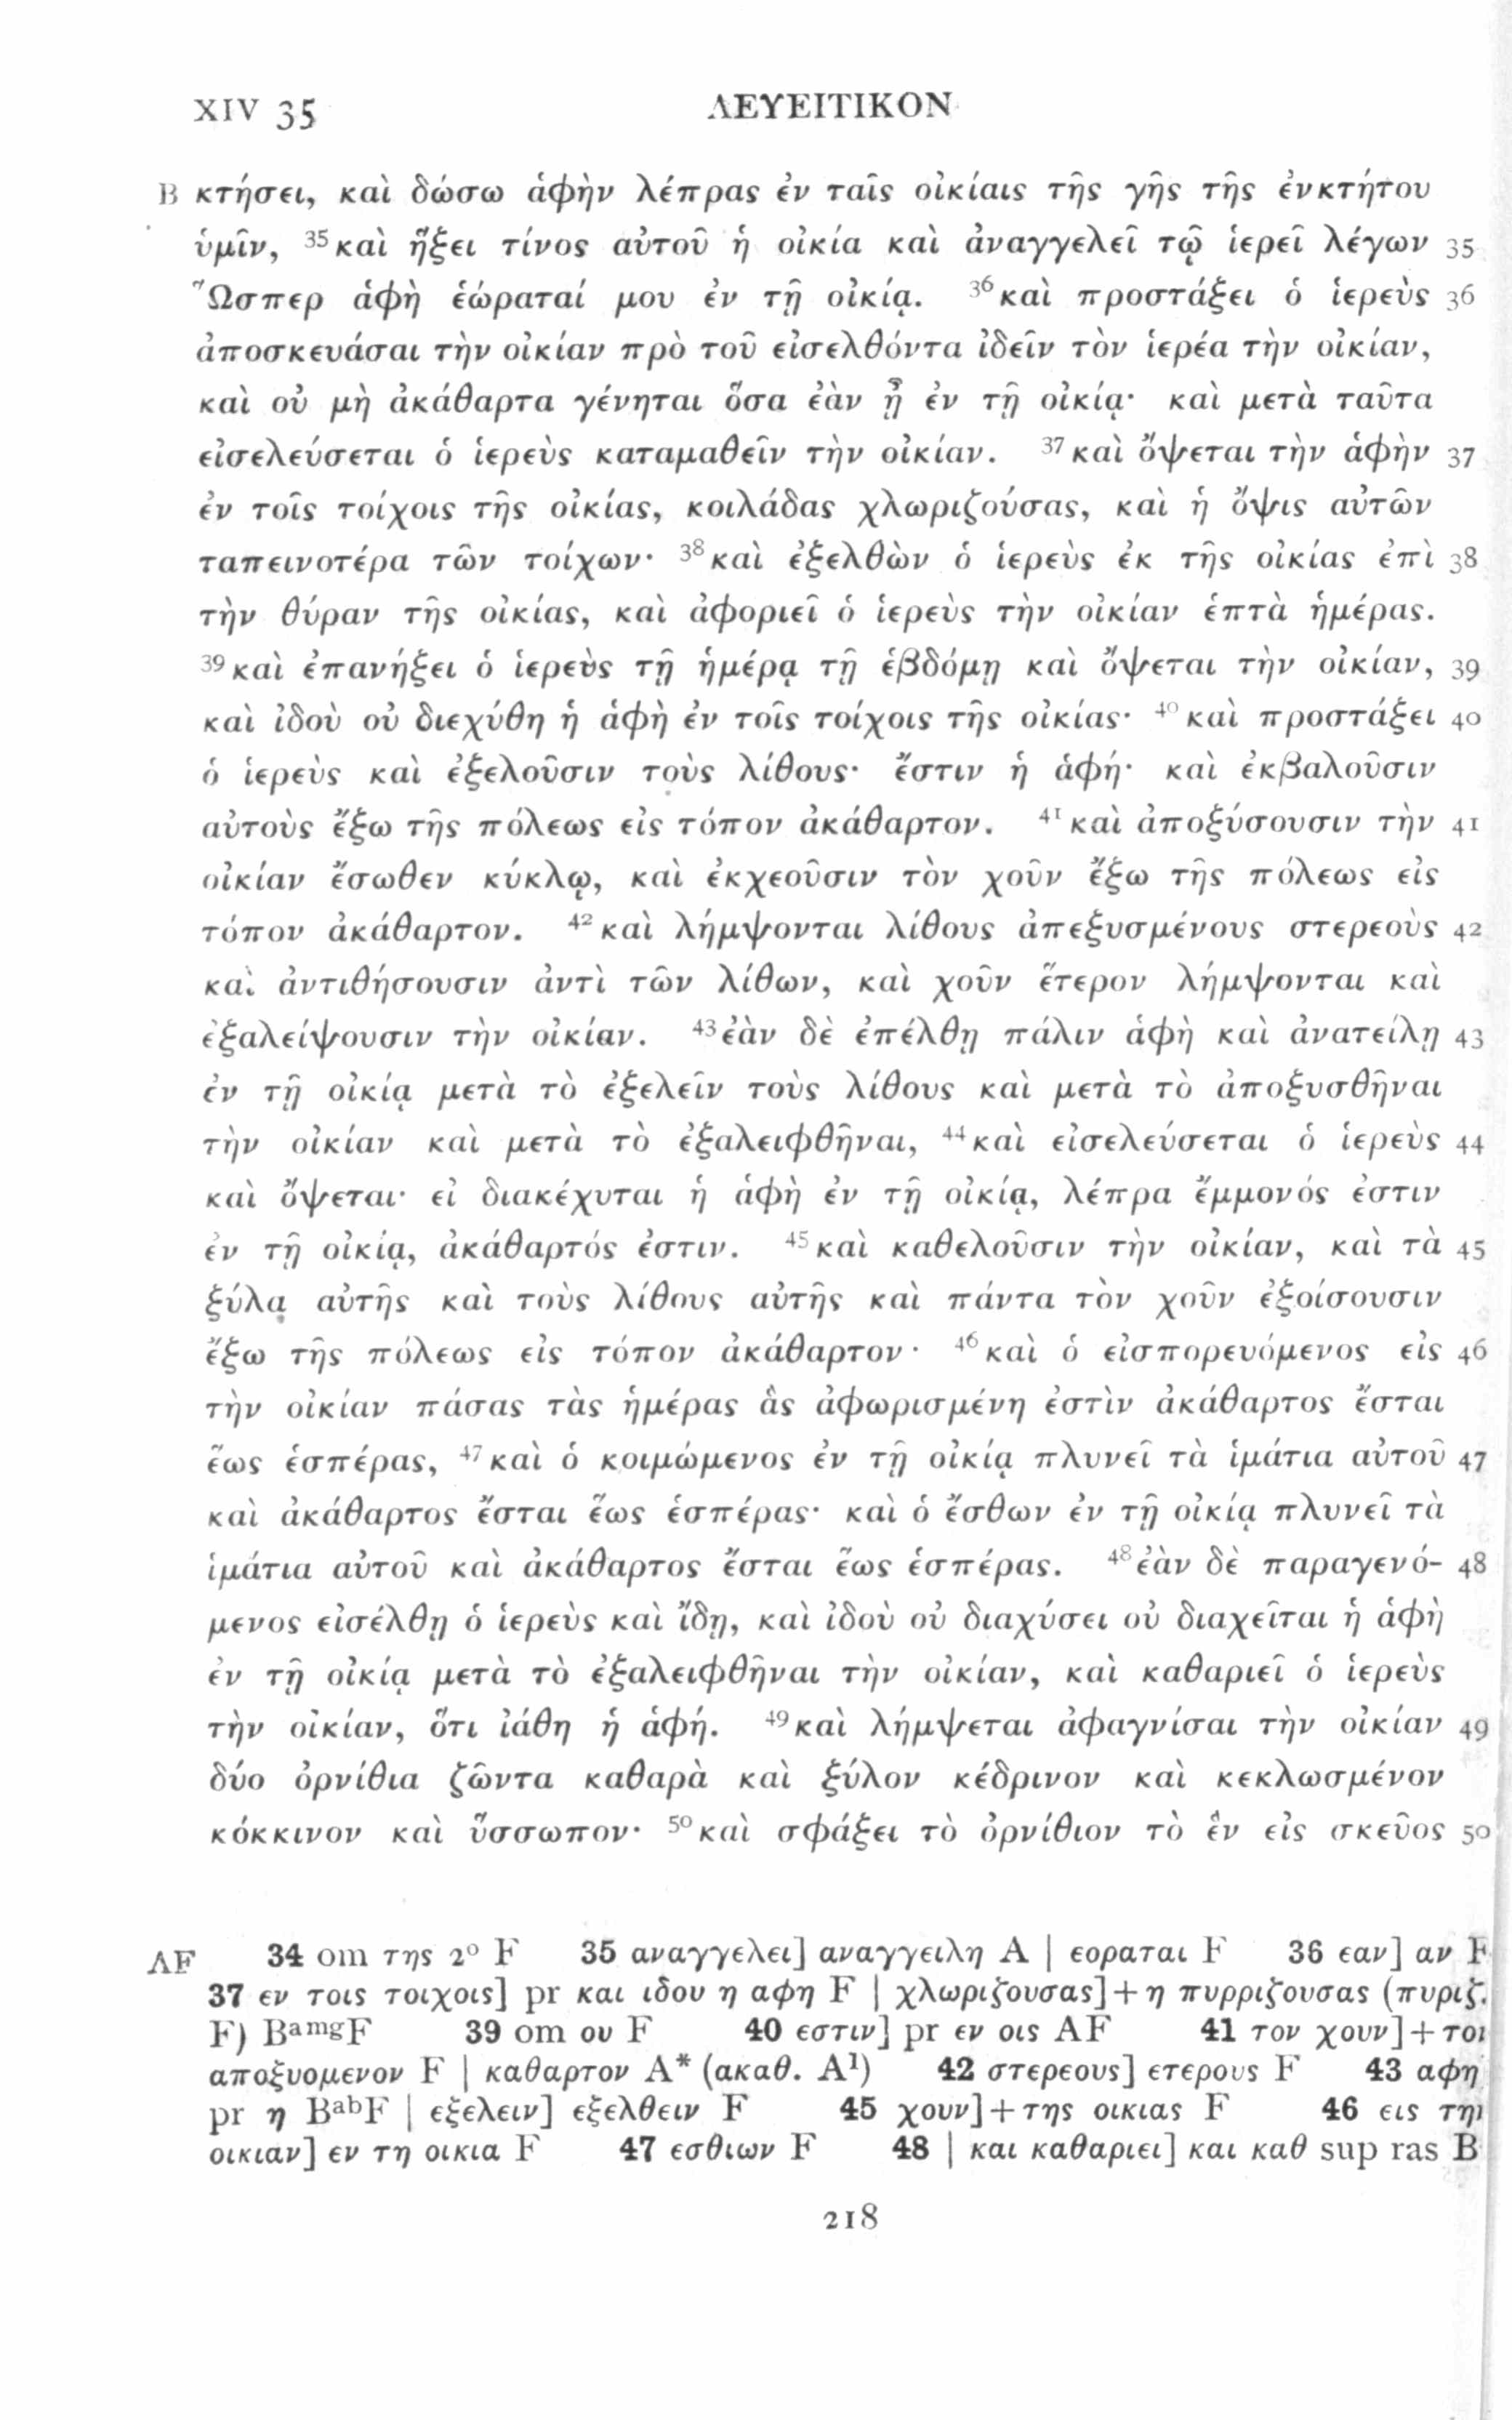 XIV 35 ΛΕΥΕΙΤΙΚΟΝ
B κτήσει, καὶ δώσω ἁφὴν λέπρας ἐν ταῖς οἰκίαις τῆς γῆς τῆς ἐνκτήτου
ὑμῖν, ³⁵καὶ ἥξει τίνος αὐτοῦ ἡ οἰκία καὶ ἀναγγελεῖ τῷ ἱερεῖ λέγων 35
Ὥσπερ ἁφὴ ἑώραταί μου ἐν τῇ οἰκίᾳ. ³⁶καὶ προστάξει ὁ ἱερεὺς 36
ἀποσκευάσαι τὴν οἰκίαν πρὸ τοῦ εἰσελθόντα ἰδεῖν τὸν ἱερέα τὴν οἰκίαν,
καὶ οὐ μὴ ἀκάθαρτα γένηται ὅσα ἐὰν ᾖ ἐν τῇ οἰκίᾳ· καὶ μετὰ ταῦτα
εἰσελεύσεται ὁ ἱερεὺς καταμαθεῖν τὴν οἰκίαν. ³⁷καὶ ὄψεται τὴν ἁφὴν 37
ἐν τοῖς τοίχοις τῆς οἰκίας, κοιλάδας χλωριζούσας, καὶ ἡ ὄψις αὐτῶν
ταπεινοτέρα τῶν τοίχων· ³⁸καὶ ἐξελθὼν ὁ ἱερεὺς ἐκ τῆς οἰκίας ἐπὶ 38
τὴν θύραν τῆς οἰκίας, καὶ ἀφοριεῖ ὁ ἱερεὺς τὴν οἰκίαν ἑπτὰ ἡμέρας.
³⁹καὶ ἐπανήξει ὁ ἱερεὺς τῇ ἡμέρᾳ τῇ ἑβδόμῃ καὶ ὄψεται τὴν οἰκίαν, 39
καὶ ἰδοὺ οὐ διεχύθη ἡ ἁφὴ ἐν τοῖς τοίχοις τῆς οἰκίας· ⁴⁰καὶ προστάξει 40
ὁ ἱερεὺς καὶ ἐξελοῦσιν τοὺς λίθους· ἔστιν ἡ ἁφή· καὶ ἐκβαλοῦσιν
αὐτοὺς ἔξω τῆς πόλεως εἰς τόπον ἀκάθαρτον. ⁴¹καὶ ἀποξύσουσιν τὴν 41
οἰκίαν ἔσωθεν κύκλῳ, καὶ ἐκχεοῦσιν τὸν χοῦν ἔξω τῆς πόλεως εἰς
τόπον ἀκάθαρτον. ⁴²καὶ λήμψονται λίθους ἀπεξυσμένους στερεοὺς 42
καὶ ἀντιθήσουσιν ἀντὶ τῶν λίθων, καὶ χοῦν ἕτερον λήμψονται καὶ
ἐξαλείψουσιν τὴν οἰκίαν. ⁴³ἐὰν δὲ ἐπέλθῃ πάλιν ἁφὴ καὶ ἀνατείλῃ 43
ἐν τῇ οἰκίᾳ μετὰ τὸ ἐξελεῖν τοὺς λίθους καὶ μετὰ τὸ ἀποξυσθῆναι
τὴν οἰκίαν καὶ μετὰ τὸ ἐξαλειφθῆναι, ⁴⁴καὶ εἰσελεύσεται ὁ ἱερεὺς 44
καὶ ὄψεται· εἰ διακέχυται ἡ ἁφὴ ἐν τῇ οἰκίᾳ, λέπρα ἔμμονός ἐστιν
ἐν τῇ οἰκίᾳ, ἀκάθαρτός ἐστιν. ⁴⁵καὶ καθελοῦσιν τὴν οἰκίαν, καὶ τὰ 45
ξύλα αὐτῆς καὶ τοὺς λίθους αὐτῆς καὶ πάντα τὸν χοῦν ἐξοίσουσιν
ἔξω τῆς πόλεως εἰς τόπον ἀκάθαρτον· ⁴⁶καὶ ὁ εἰσπορευόμενος εἰς 46
τὴν οἰκίαν πάσας τὰς ἡμέρας ἃς ἀφωρισμένη ἐστὶν ἀκάθαρτος ἔσται
ἕως ἑσπέρας, ⁴⁷καὶ ὁ κοιμώμενος ἐν τῇ οἰκίᾳ πλυνεῖ τὰ ἱμάτια αὐτοῦ 47
καὶ ἀκάθαρτος ἔσται ἕως ἑσπέρας· καὶ ὁ ἔσθων ἐν τῇ οἰκίᾳ πλυνεῖ τὰ
ἱμάτια αὐτοῦ καὶ ἀκάθαρτος ἔσται ἕως ἑσπέρας. ⁴⁸ἐὰν δὲ παραγενό- 48
μενος εἰσέλθῃ ὁ ἱερεὺς καὶ ἴδῃ, καὶ ἰδοὺ οὐ διαχύσει οὐ διαχεῖται ἡ ἁφὴ
ἐν τῇ οἰκίᾳ μετὰ τὸ ἐξαλειφθῆναι τὴν οἰκίαν, καὶ καθαριεῖ ὁ ἱερεὺς
τὴν οἰκίαν, ὅτι ἰάθη ἡ ἁφή. ⁴⁹καὶ λήμψεται ἀφαγνίσαι τὴν οἰκίαν 49
δύο ὀρνίθια ζῶντα καθαρὰ καὶ ξύλον κέδρινον καὶ κεκλωσμένον
κόκκινον καὶ ὕσσωπον· ⁵⁰καὶ σφάξει τὸ ὀρνίθιον τὸ ἓν εἰς σκεῦος 50
AF 34 om της 2° F 35 αναγγελει] αναγγειλη A | εοραται F 36 εαν] αν F
37 εν τοις τοιχοις] pr και ιδου η αφη F | χλωριζουσας]+η πυρριζουσας (πυριζ.
F) BᵃᵐᵍF 39 om ου F 40 εστιν] pr εν οις AF 41 τον χουν]+
αποξυομενον F | καθαρτον A* (ακαθ. A¹) 42 στερεους] ετερους F 43 αφη
pr η BᵃᵇF | εξελειν] εξελθειν F 45 χουν]+της οικιας F 46 εις
οικιαν] εν τη οικια F 47 εσθιων F 48 | και καθαριει] και καθ sup ras B
218